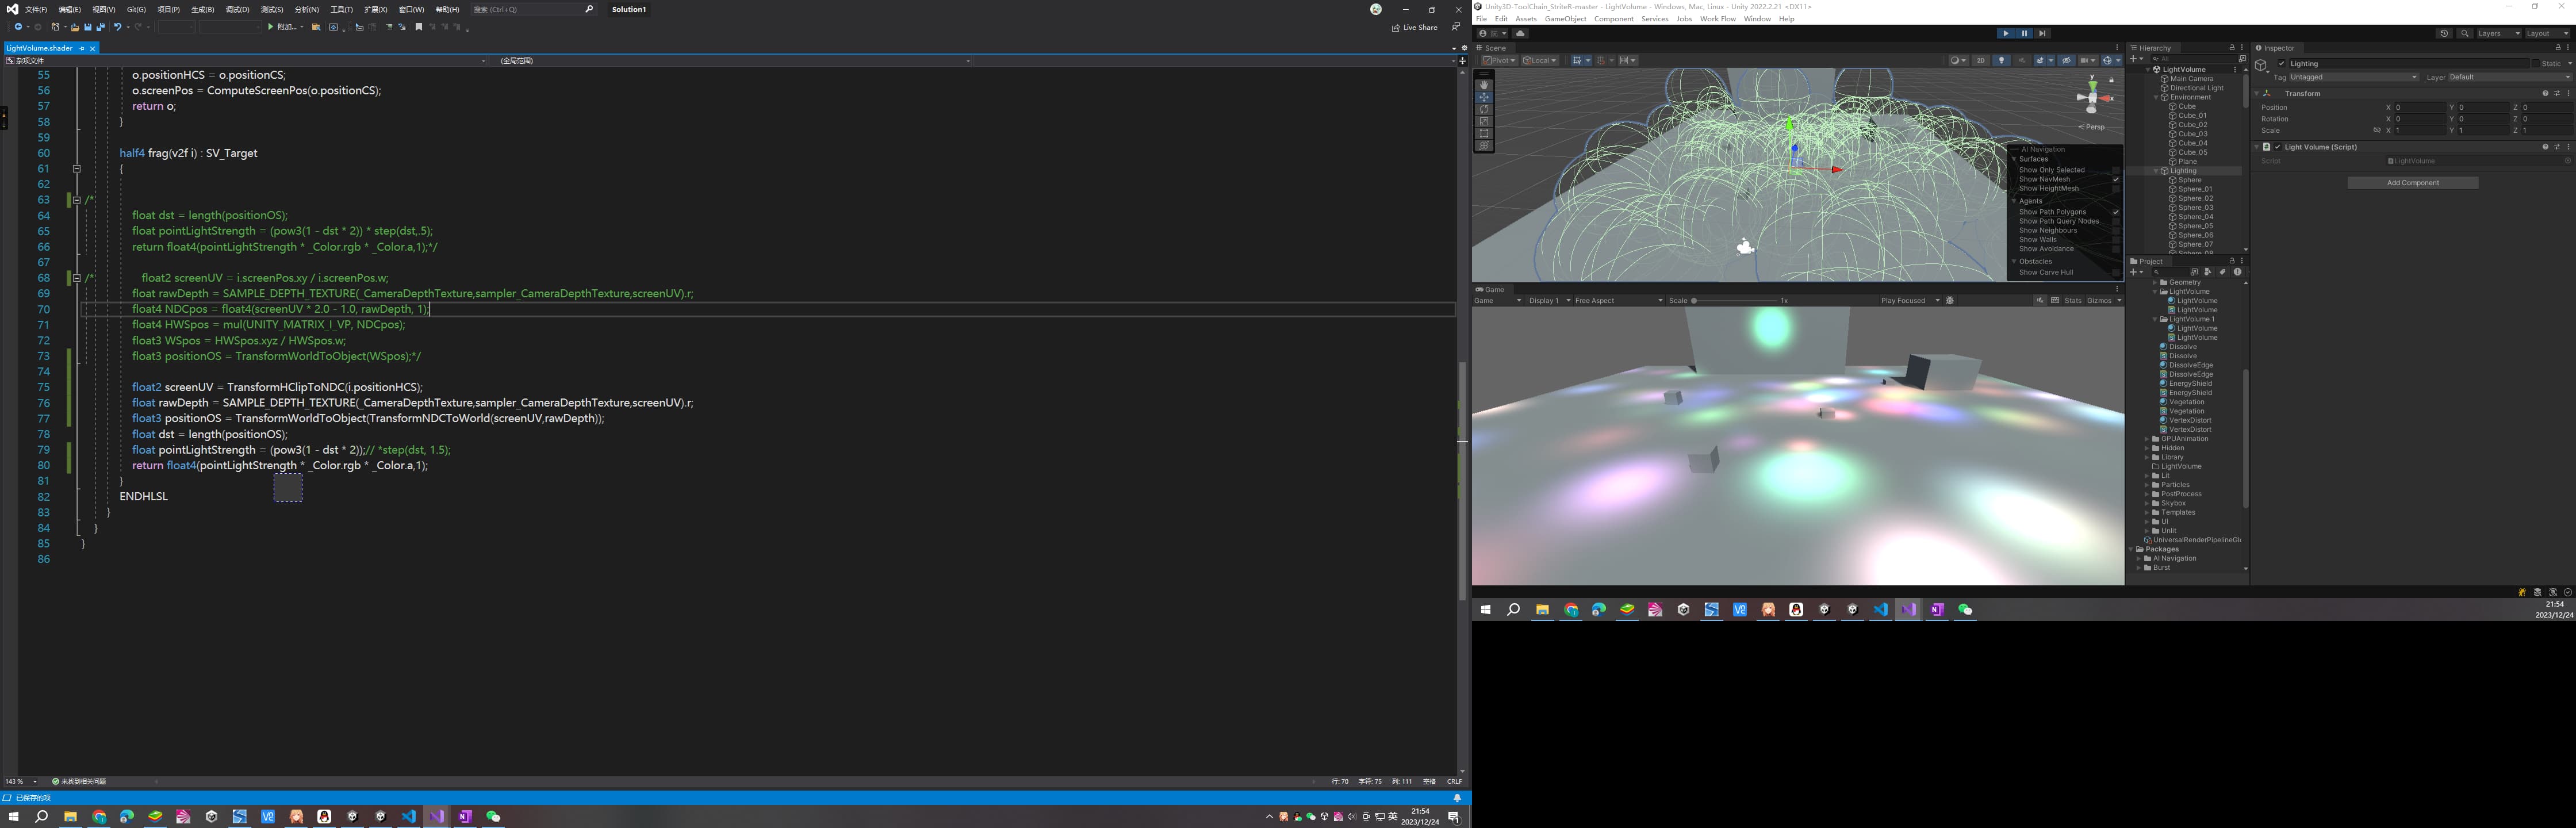 文件(F) 编辑(E) 视图(V) Git(G) 项目(P) 生成(B) 调试(D) 测试(S) 分析(N) 工具(T) 扩展(X) 窗口(W) 帮助(H) 搜索 (Ctrl+Q) Solution1
附加... Live Share
LightVolume.shader
杂项文件 (全局范围)
55 o.positionHCS = o.positionCS;
56 o.screenPos = ComputeScreenPos(o.positionCS);
57 return o;
58 }
59
60 half4 frag(v2f i) : SV_Target
61 {
62
63 /*
64 float dst = length(positionOS);
65 float pointLightStrength = (pow3(1 - dst * 2)) * step(dst,.5);
66 return float4(pointLightStrength * _Color.rgb * _Color.a,1);*/
67
68 /* float2 screenUV = i.screenPos.xy / i.screenPos.w;
69 float rawDepth = SAMPLE_DEPTH_TEXTURE(_CameraDepthTexture,sampler_CameraDepthTexture,screenUV).r;
70 float4 NDCpos = float4(screenUV * 2.0 - 1.0, rawDepth, 1);
71 float4 HWSpos = mul(UNITY_MATRIX_I_VP, NDCpos);
72 float3 WSpos = HWSpos.xyz / HWSpos.w;
73 float3 positionOS = TransformWorldToObject(WSpos);*/
74
75 float2 screenUV = TransformHClipToNDC(i.positionHCS);
76 float rawDepth = SAMPLE_DEPTH_TEXTURE(_CameraDepthTexture,sampler_CameraDepthTexture,screenUV).r;
77 float3 positionOS = TransformWorldToObject(TransformNDCToWorld(screenUV,rawDepth));
78 float dst = length(positionOS);
79 float pointLightStrength = (pow3(1 - dst * 2));// *step(dst, 1.5);
80 return float4(pointLightStrength * _Color.rgb * _Color.a,1);
81 }
82 ENDHLSL
83 }
84 }
85 }
86
143 % 未找到相关问题 行: 70 字符: 75 列: 111 空格 CRLF
已保存的项
英 21:54
2023/12/24
Unity3D-ToolChain_StriteR-master - LightVolume - Windows, Mac, Linux - Unity 2022.2.21 <DX11>
File Edit Assets GameObject Component Services Jobs Work Flow Window Help
Layers Layout
Scene
Pivot Local 2D
y
x
Persp
AI Navigation
Surfaces
Show Only Selected
Show NavMesh
Show HeightMesh
Agents
Show Path Polygons
Show Path Query Nodes
Show Neighbours
Show Walls
Show Avoidance
Obstacles
Show Carve Hull
Game
Game Display 1 Free Aspect Scale 1x Play Focused Stats Gizmos
Hierarchy
All
LightVolume
Main Camera
Directional Light
Environment
Cube
Cube_01
Cube_02
Cube_03
Cube_04
Cube_05
Plane
Lighting
Sphere
Sphere_01
Sphere_02
Sphere_03
Sphere_04
Sphere_05
Sphere_06
Sphere_07
Project
Geometry
LightVolume
LightVolume
LightVolume
LightVolume 1
LightVolume
LightVolume
Dissolve
Dissolve
DissolveEdge
DissolveEdge
EnergyShield
EnergyShield
Vegetation
Vegetation
VertexDistort
VertexDistort
GPUAnimation
Hidden
Library
LightVolume
Lit
Particles
PostProcess
Skybox
Templates
UI
Unlit
UniversalRenderPipelineGl
Packages
AI Navigation
Burst
Inspector
Lighting Static
Tag Untagged Layer Default
Transform
Position X 0 Y 0 Z 0
Rotation X 0 Y 0 Z 0
Scale X 1 Y 1 Z 1
Light Volume (Script)
Script LightVolume
Add Component
21:54
2023/12/24